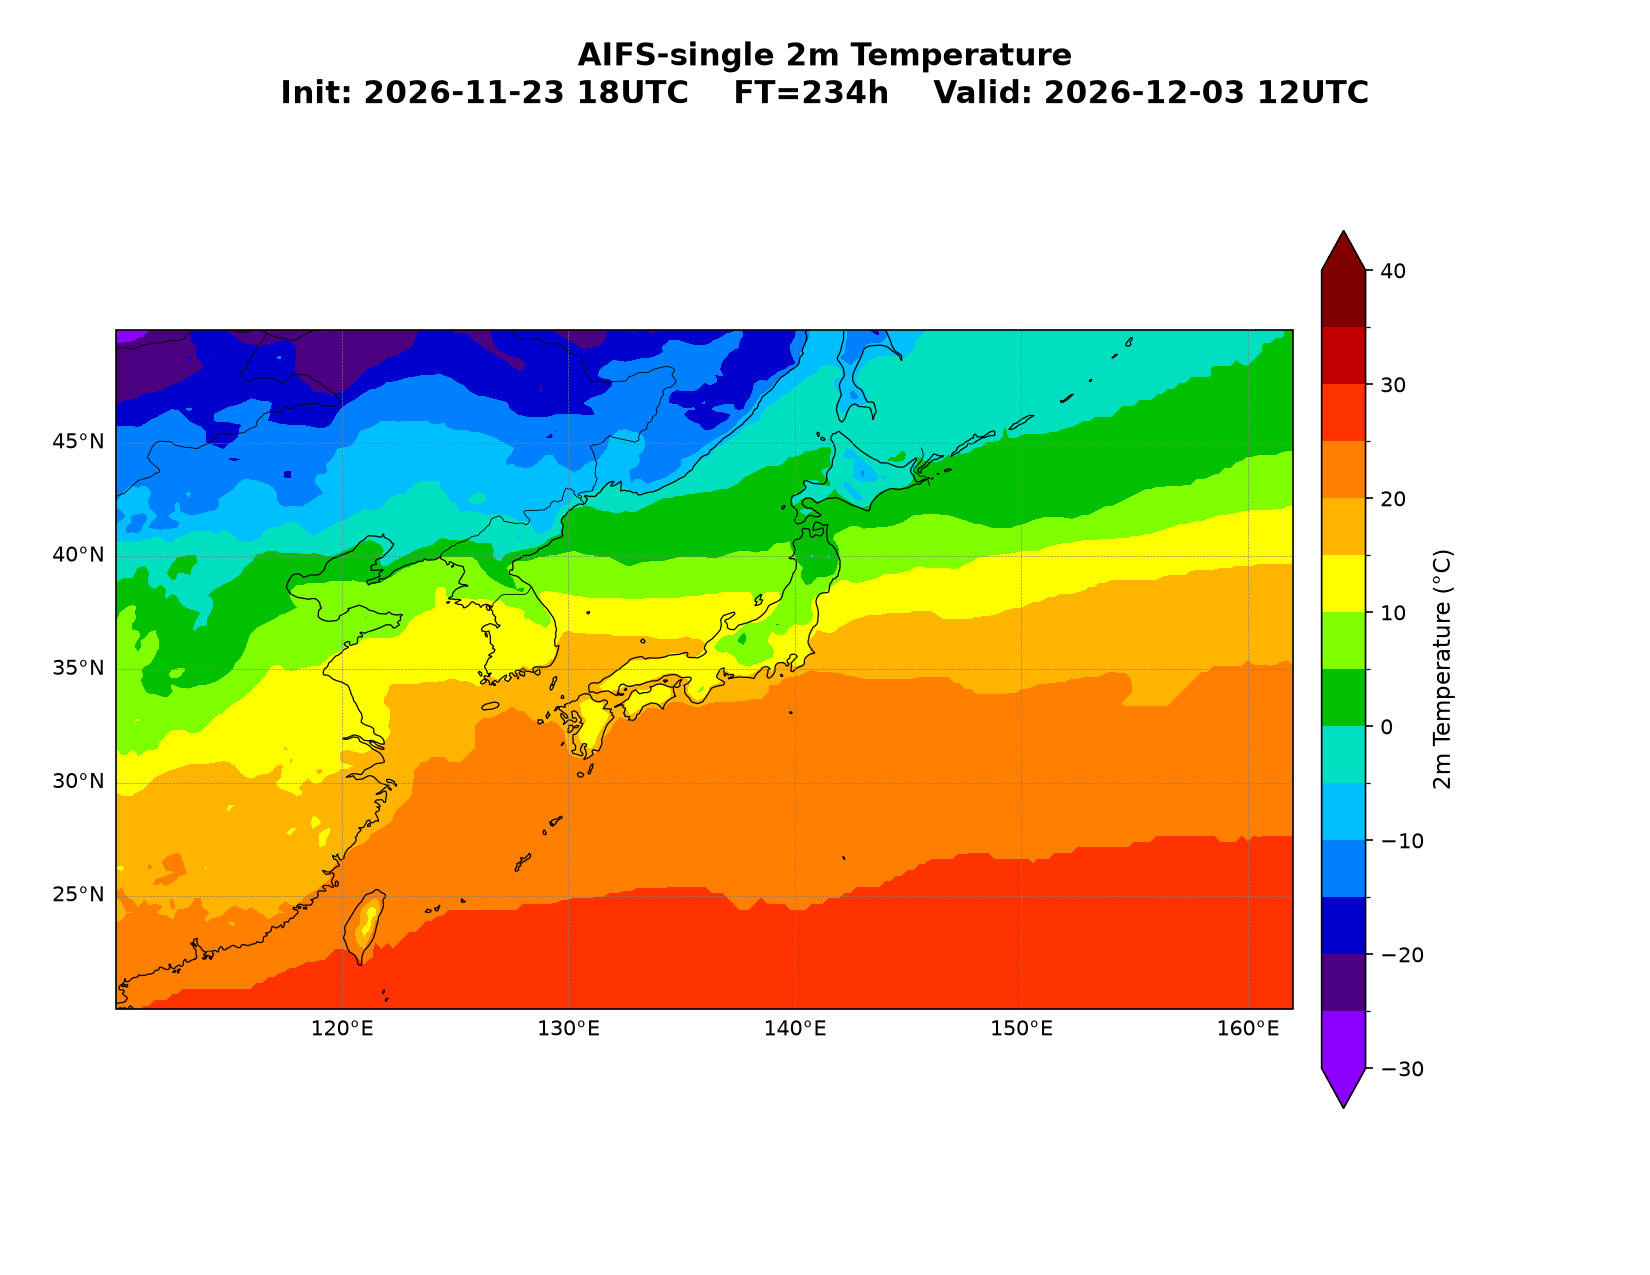 AIFS-single 2m Temperature
Init: 2026-11-23 18UTC    FT=234h    Valid: 2026-12-03 12UTC
45°N
40°N
35°N
30°N
25°N
120°E
130°E
140°E
150°E
160°E
40
30
20
10
0
−10
−20
−30
2m Temperature (°C)